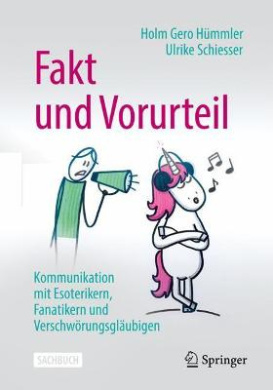 Holm Gero Hümmler
Ulrike Schiesser
Fakt
und Vorurteil
Kommunikation
mit Esoterikern,
Fanatikern und
Verschwörungsgläubigen
SACHBUCH
Springer